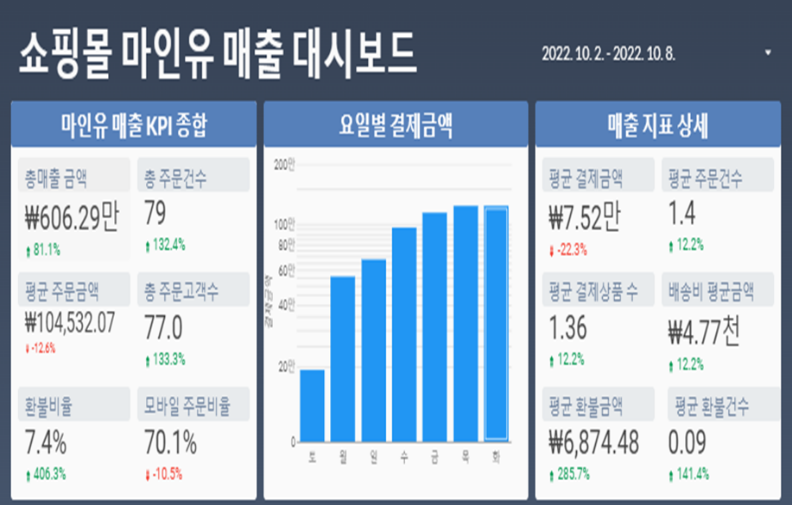 쇼핑몰 마인유 매출 대시보드
2022. 10. 2. - 2022. 10. 8.
마인유 매출 KPI 종합
총매출 금액
₩606.29만
81.1%
총 주문건수
79
132.4%
평균 주문금액
₩104,532.07
-12.6%
총 주문고객수
77.0
133.3%
환불비율
7.4%
406.3%
모바일 주문비율
70.1%
-10.5%
요일별 결제금액
200만
100만
80만
60만
40만
20만
0
결제금액
토
월
일
수
금
목
화
매출 지표 상세
평균 결제금액
₩7.52만
-22.3%
평균 주문건수
1.4
12.2%
평균 결제상품 수
1.36
12.2%
배송비 평균금액
₩4.77천
12.2%
평균 환불금액
₩6,874.48
285.7%
평균 환불건수
0.09
141.4%